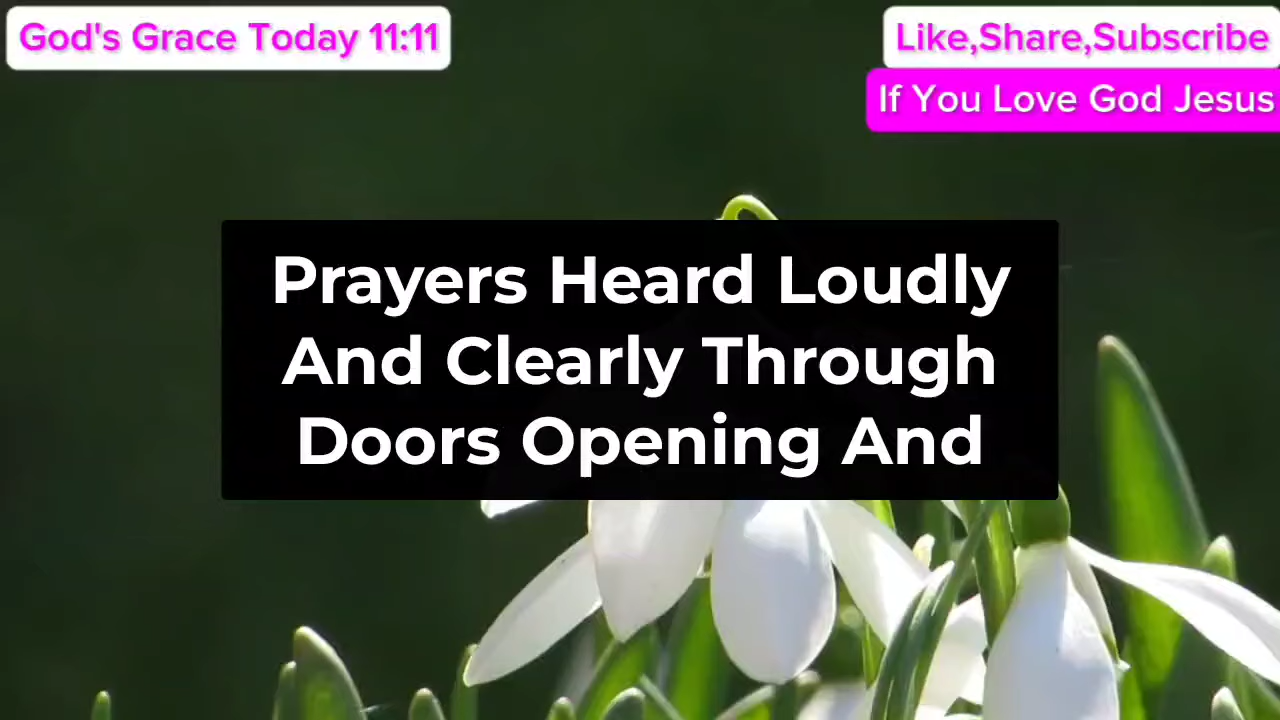 God's Grace Today 11:11
Like,Share,Subscribe
If You Love God Jesus
Prayers Heard Loudly
And Clearly Through
Doors Opening And